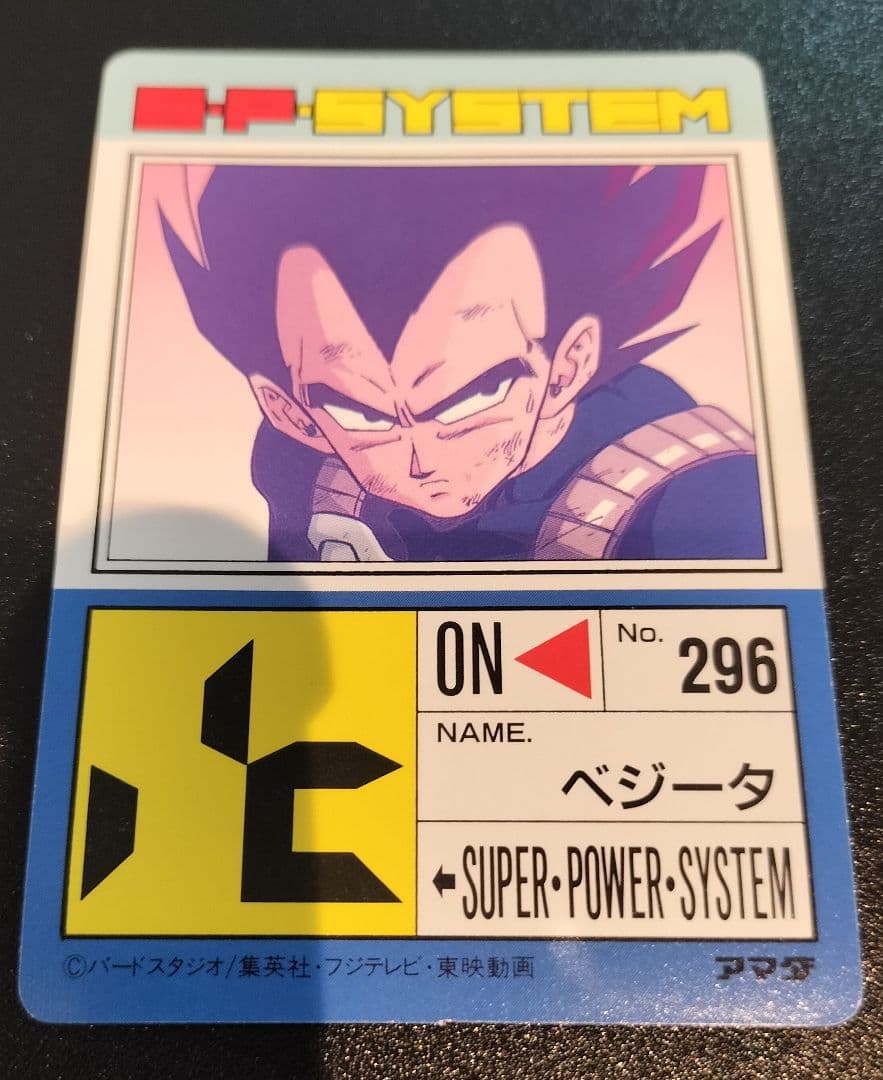 S·P·SYSTEM
ON
No. 296
NAME.
ベジータ
SUPER・POWER・SYSTEM
©バードスタジオ/集英社・フジテレビ・東映動画
アマダ